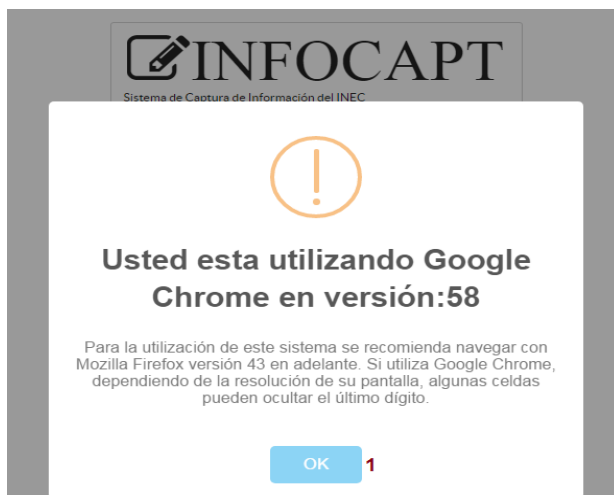 INFOCAPT
Sistema de Captura de Información del INEC
Usted esta utilizando Google
Chrome en versión:58
Para la utilización de este sistema se recomienda navegar con
Mozilla Firefox versión 43 en adelante. Si utiliza Google Chrome,
dependiendo de la resolución de su pantalla, algunas celdas
pueden ocultar el último dígito.
OK 1